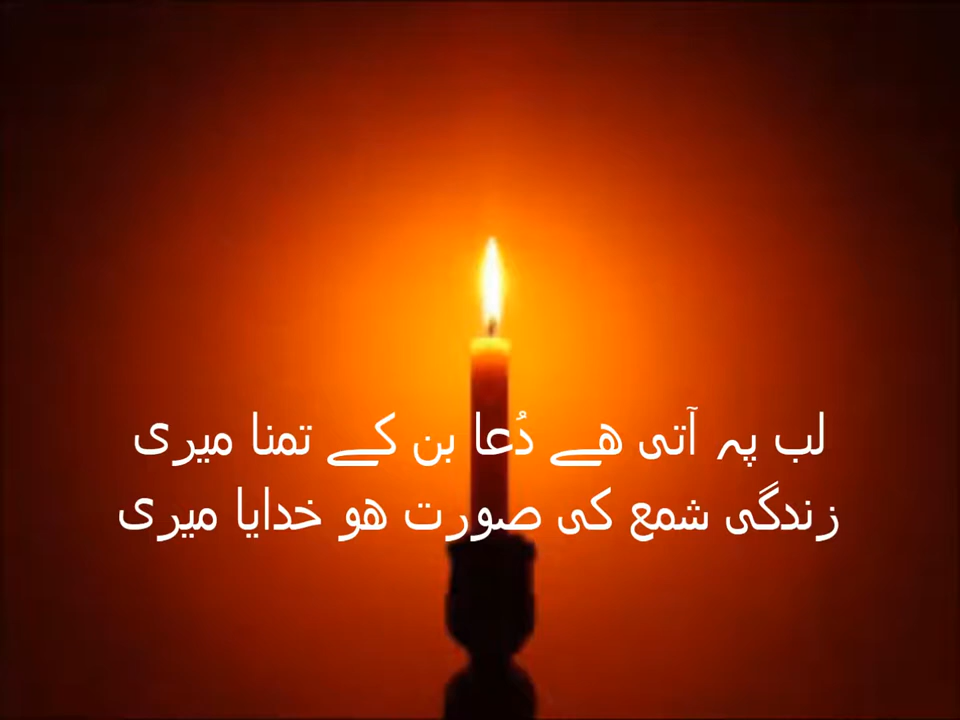 لب پہ آتی ھے دُعا بن کے تمنا میری
زندگی شمع کی صورت ھو خدایا میری